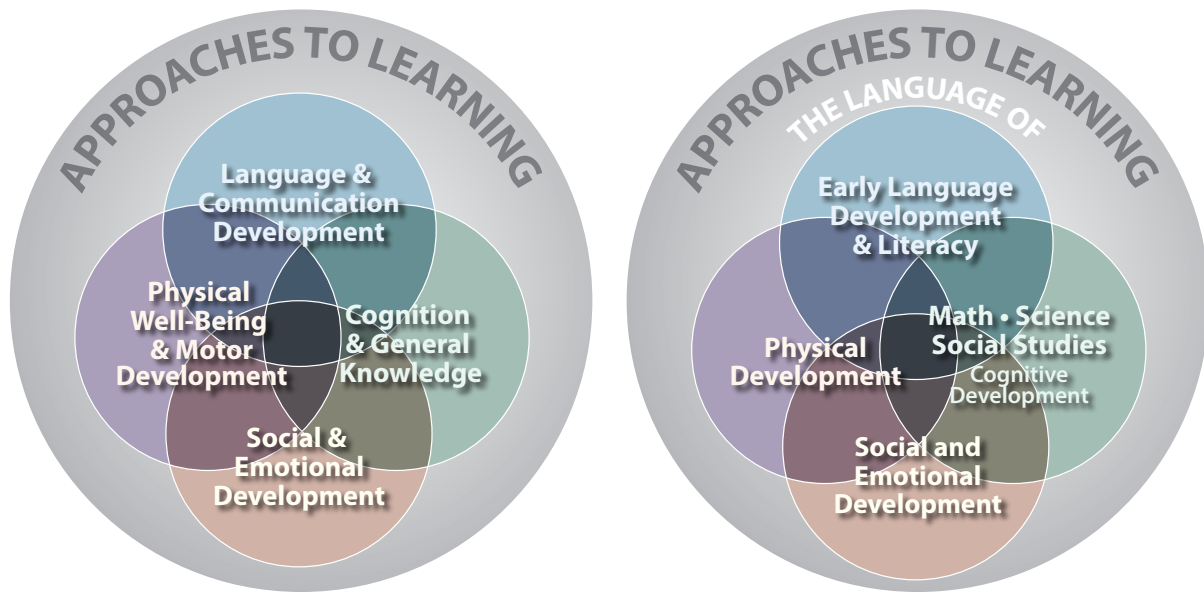 APPROACHES TO LEARNING
Language &
Communication
Development
Physical
Well-Being
& Motor
Development
Cognition
& General
Knowledge
Social &
Emotional
Development
APPROACHES TO LEARNING
THE LANGUAGE OF
Early Language
Development
& Literacy
Physical
Development
Math • Science
Social Studies
Cognitive
Development
Social and
Emotional
Development